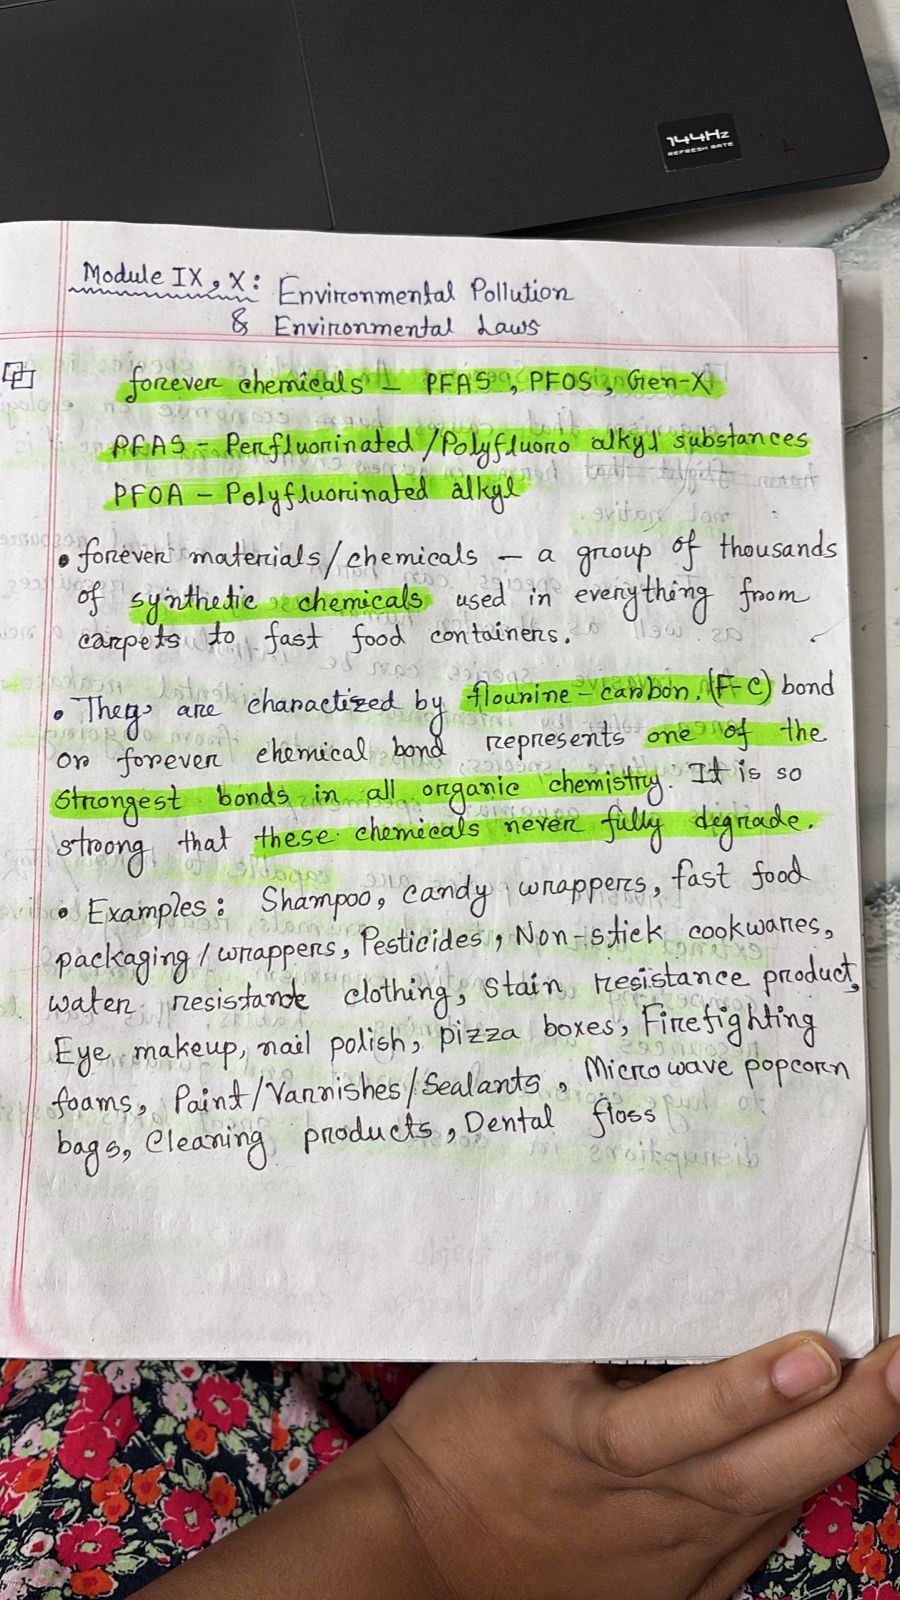 144Hz
REFRESH RATE
Module IX, X: Environmental Pollution
& Environmental Laws
forever chemicals - PFAS, PFOS, Gen-X
PFAS - Perfluorinated/Polyfluoro alkyl substances
PFOA - Polyfluorinated alkyl
• forever materials/chemicals - a group of thousands
of synthetic chemicals used in everything from
carpets to fast food containers.
• They are charactized by flourine-carbon. (F-C) bond
or forever chemical bond represents one of the
strongest bonds in all organic chemistry. It is so
stroong that these chemicals never fully degrade.
• Examples: Shampoo, candy wrappers, fast food
packaging/wrappers, Pesticides, Non-stick cookwares,
water resistance clothing, Stain resistance product,
Eye makeup, nail polish, pizza boxes, Firefighting
foams, Paint/Varnishes/Sealants, Microwave popcorn
bags, Cleaning products, Dental floss